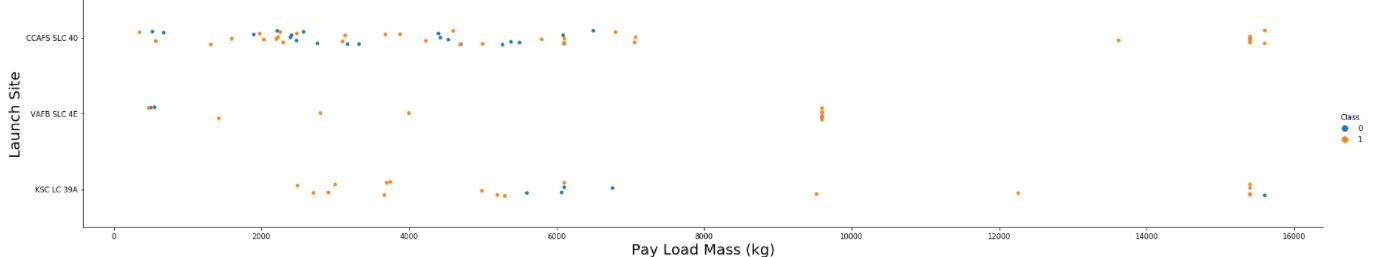 Launch Site
CCAFS SLC 40
VAFB SLC 4E
KSC LC 39A
0 2000 4000 6000 8000 10000 12000 14000 16000
Pay Load Mass (kg)
Class
0
1